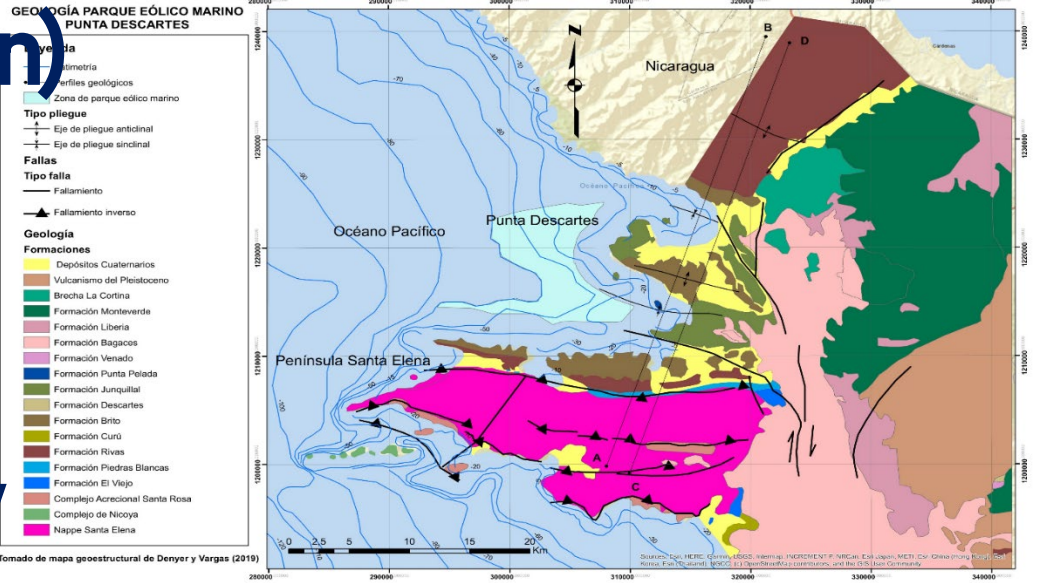 GEOLOGÍA PARQUE EÓLICO MARINO
PUNTA DESCARTES
n)
Perfiles geológicos
Zona de parque eólico marino
Tipo pliegue
Eje de pliegue anticlinal
Eje de pliegue sinclinal
Fallas
Tipo falla
Fallamiento
Fallamiento inverso
Geología
Formaciones
Depósitos Cuaternarios
Vulcanismo del Pleistoceno
Brecha La Cortina
Formación Monteverde
Formación Liberia
Formación Bagaces
Formación Venado
Formación Punta Pelada
Formación Junquillal
Formación Descartes
Formación Brito
Formación Curú
Formación Rivas
Formación Piedras Blancas
Formación El Viejo
Complejo Acrecional Santa Rosa
Complejo de Nicoya
Nappe Santa Elena
Tomado de mapa geoestructural de Denyer y Vargas (2019)
280000 290000 300000 310000 320000 330000 340000
1240000
1230000
1220000
1210000
1200000
N
B
D
Nicaragua
Cárdenas
Océano Pacífico
Punta Descartes
Océano Pacífico
Península Santa Elena
A
C
0 2,5 5 10 15 20
Km